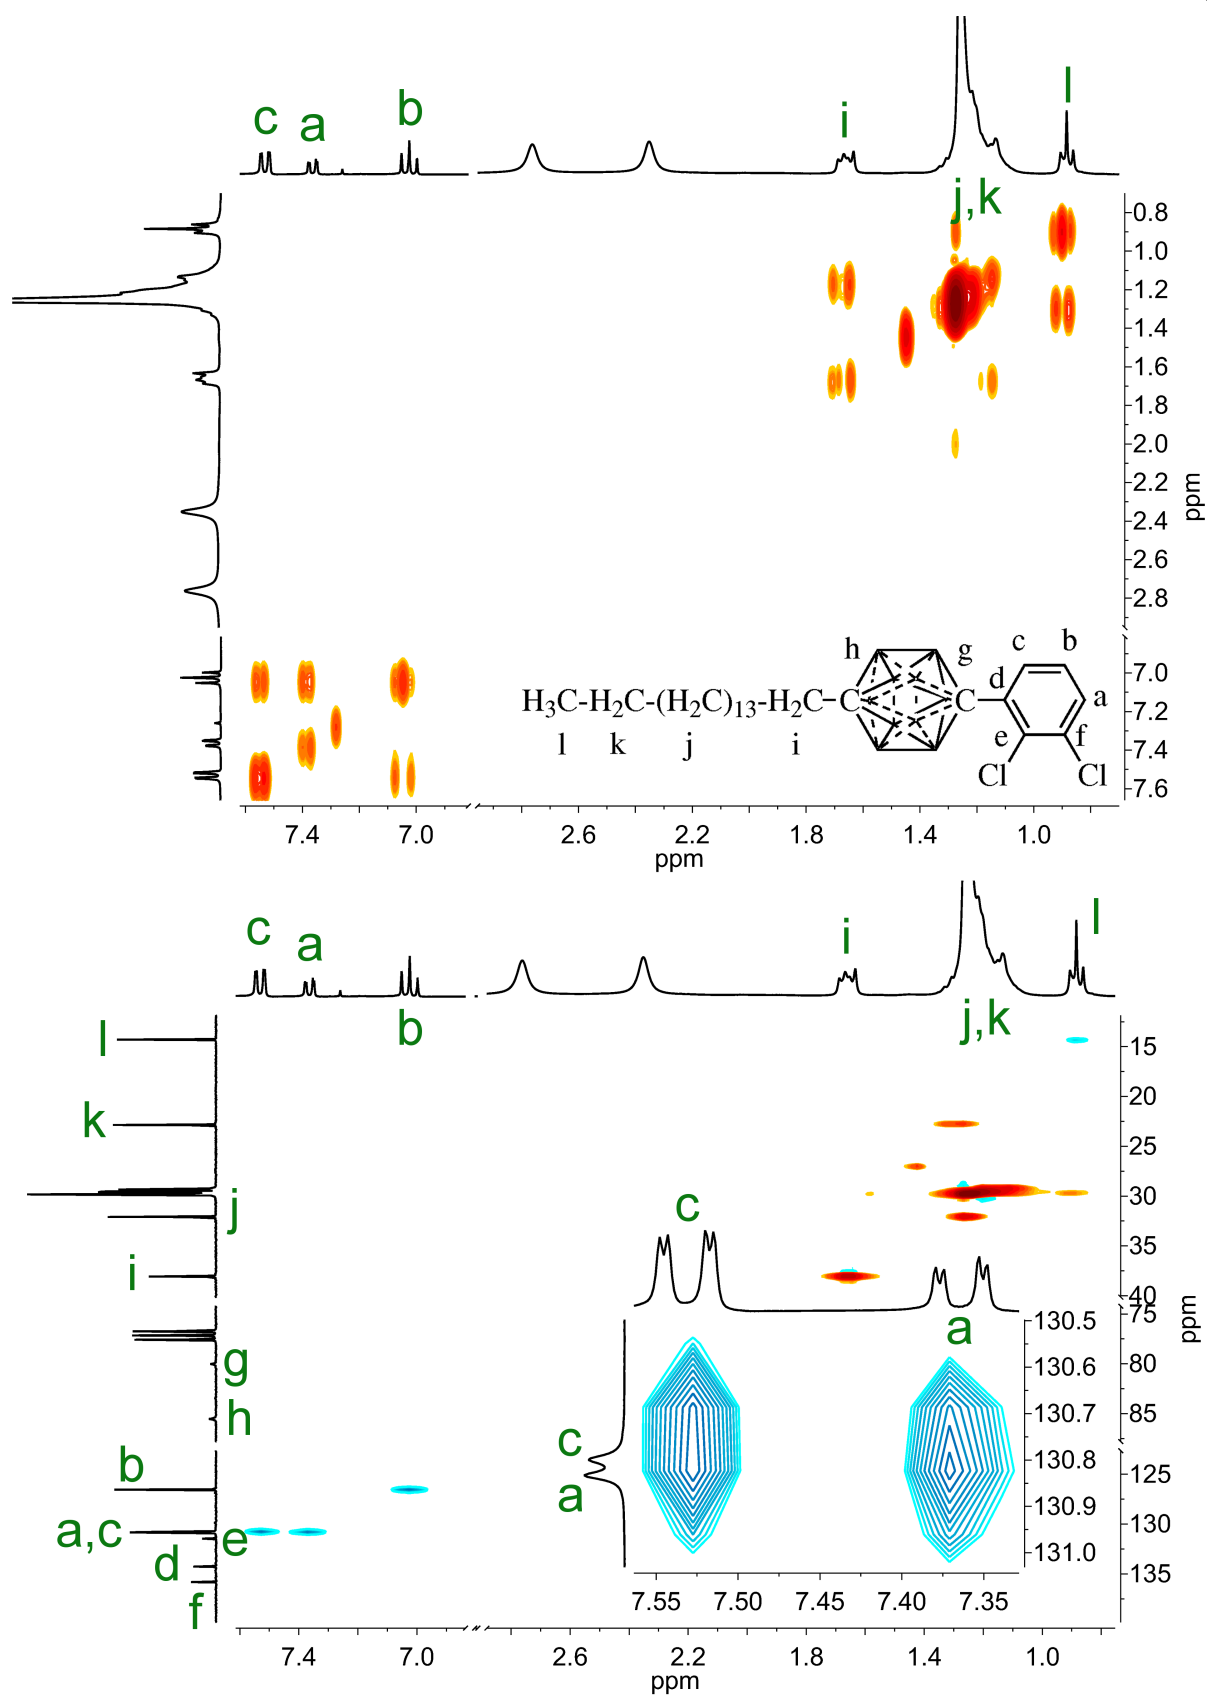 c a b i l
j,k
0.8
1.0
1.2
1.4
1.6
1.8
2.0
2.2
2.4
2.6
2.8
ppm
7.0
7.2
7.4
7.6
h g c b
d a
H₃C-H₂C-(H₂C)₁₃-H₂C C C
l k j i e f
Cl Cl
7.4 7.0 2.6 2.2 1.8 1.4 1.0
ppm
c a i l
b j,k
l
k
j
i
g
h
b
a,c e
d
f
15
20
25
30
35
40
ppm
75
80
85
125
130
135
c
a
c
a
130.5
130.6
130.7
130.8
130.9
131.0
7.55 7.50 7.45 7.40 7.35
7.4 7.0 2.6 2.2 1.8 1.4 1.0
ppm